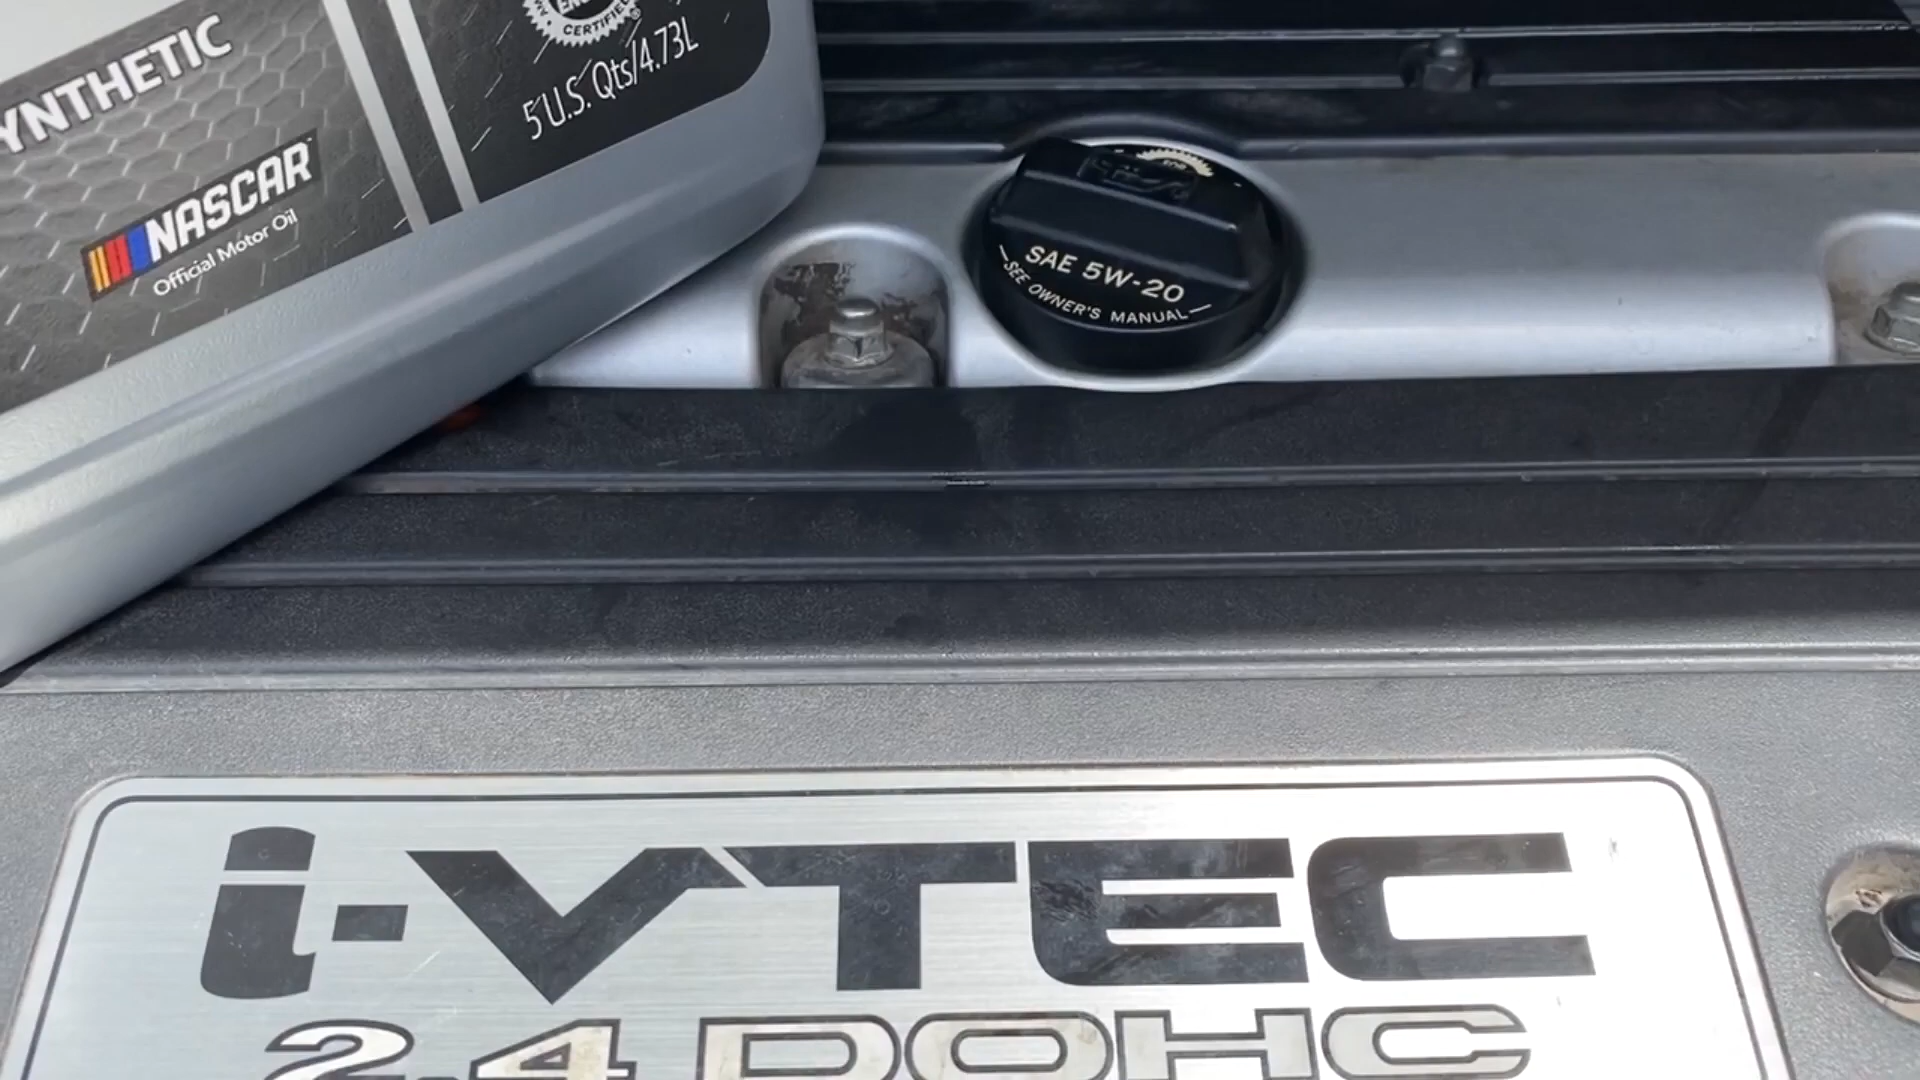 YNTHETIC
NASCAR
Official Motor Oil
CERTIFIED
5 U.S. Qts/4.73L
SAE 5W-20
SEE OWNER'S MANUAL
i-VTEC
2.4 DOHC